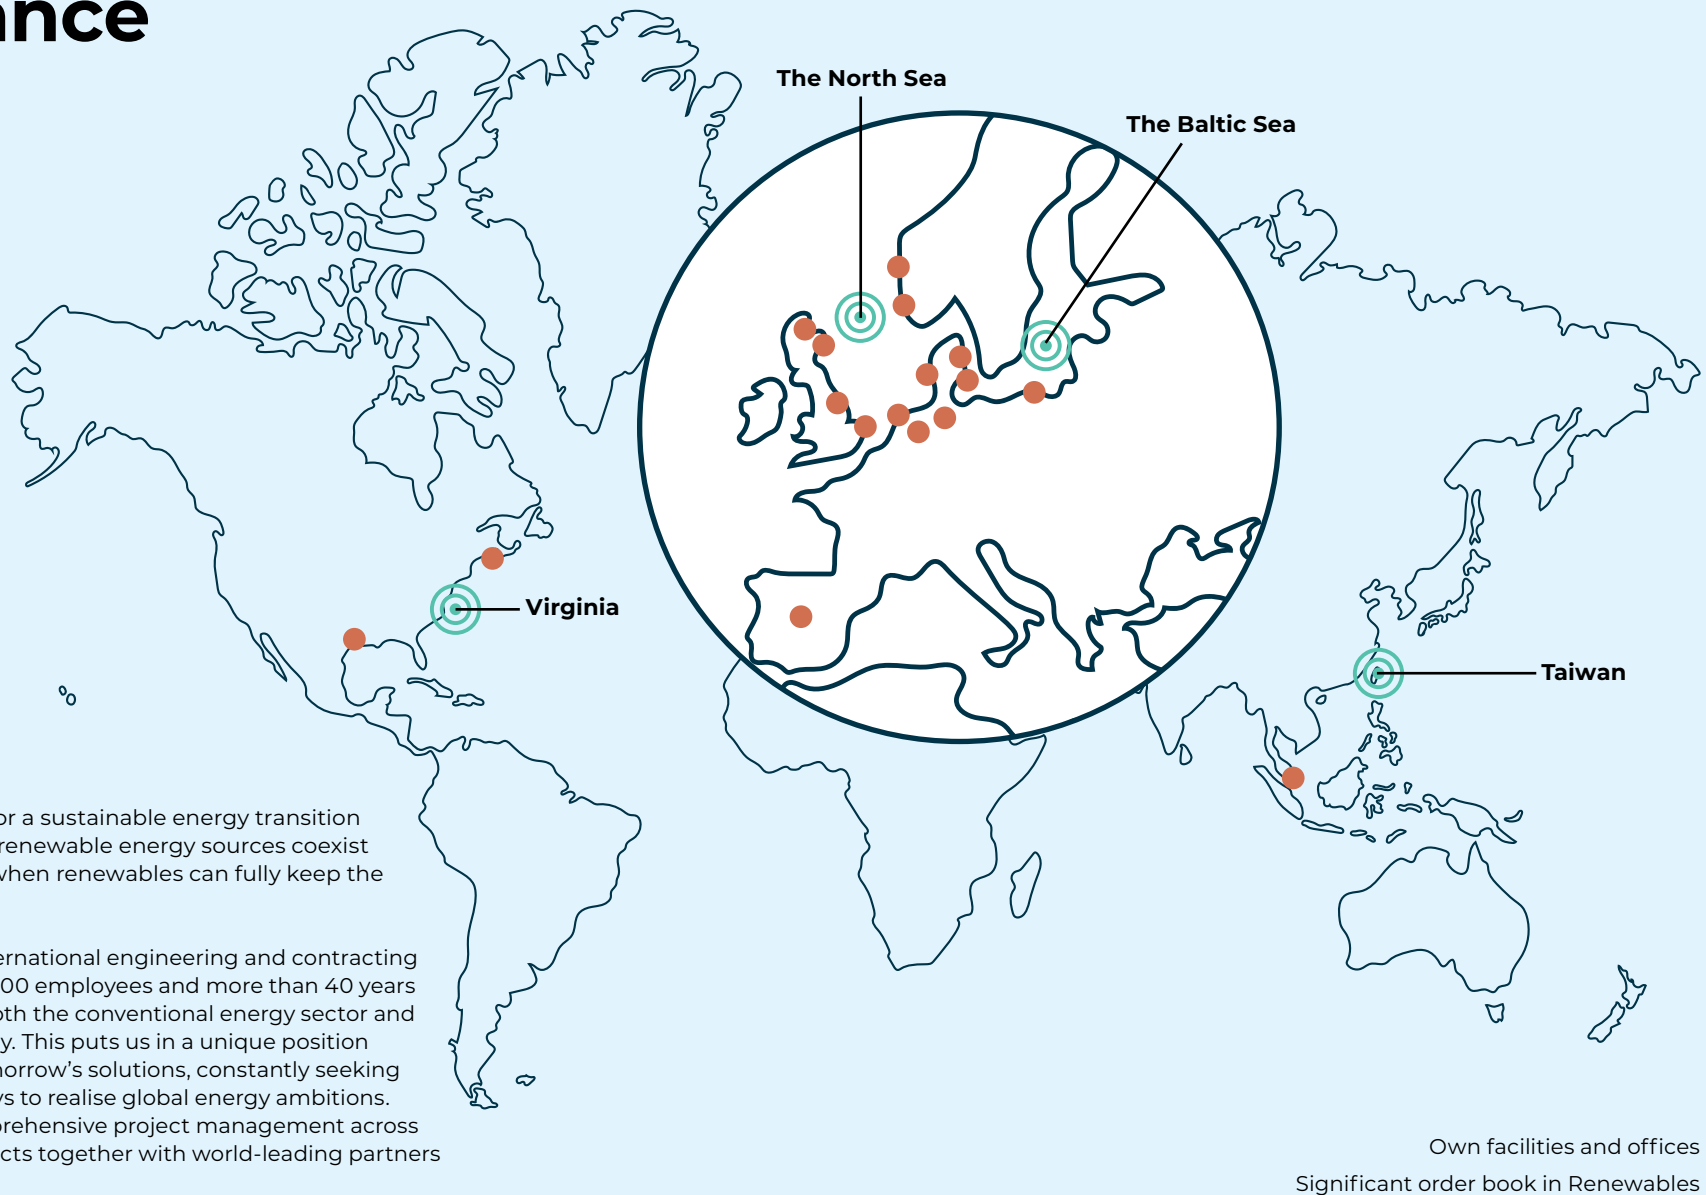 ance
The North Sea
The Baltic Sea
Virginia
Taiwan
or a sustainable energy transition
renewable energy sources coexist
when renewables can fully keep the
ernational engineering and contracting
00 employees and more than 40 years
oth the conventional energy sector and
y. This puts us in a unique position
morrow’s solutions, constantly seeking
ys to realise global energy ambitions.
prehensive project management across
cts together with world-leading partners
Own facilities and offices
Significant order book in Renewables